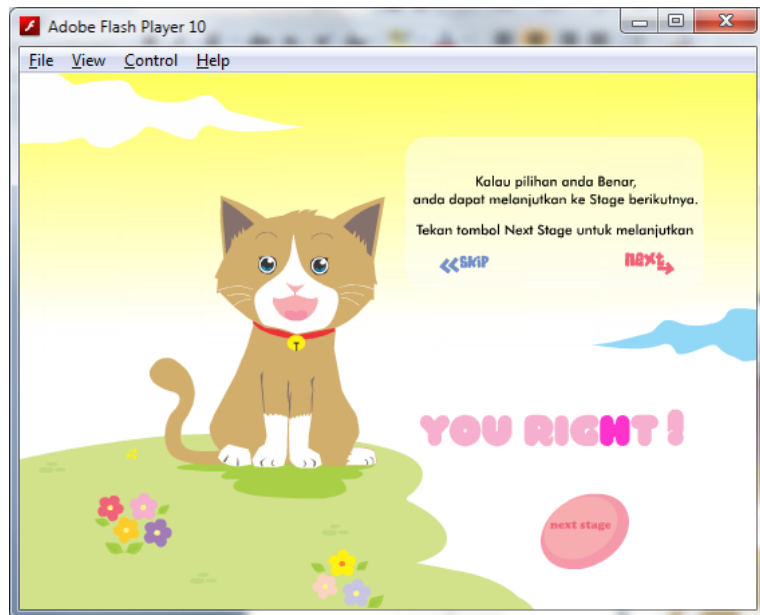 Adobe Flash Player 10
File View Control Help
Kalau pilihan anda Benar,
anda dapat melanjutkan ke Stage berikutnya.
Tekan tombol Next Stage untuk melanjutkan
<<SKIP
next
T
YOU RIGHT !
next stage